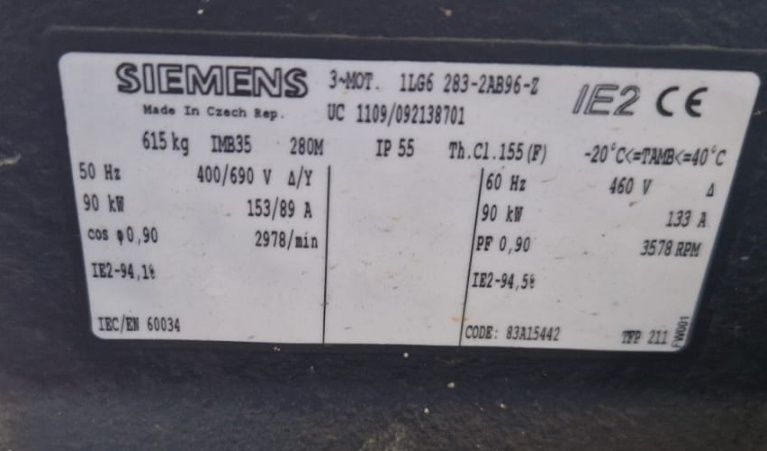 SIEMENS 3~MOT. 1LG6 283-2AB96-Z IE2 CE
Made In Czech Rep. UC 1109/092138701
615 kg IMB35 280M IP 55 Th.Cl.155(F) -20°C<=TAMB<=40°C
50 Hz 400/690 V Δ/Y 60 Hz 460 V Δ
90 kW 153/89 A 90 kW 133 A
cos φ0,90 2978/min PF 0,90 3578 RPM
IE2-94,1% IE2-94,5%
IEC/EN 60034 CODE: 83A15442 TFP 211 FW001